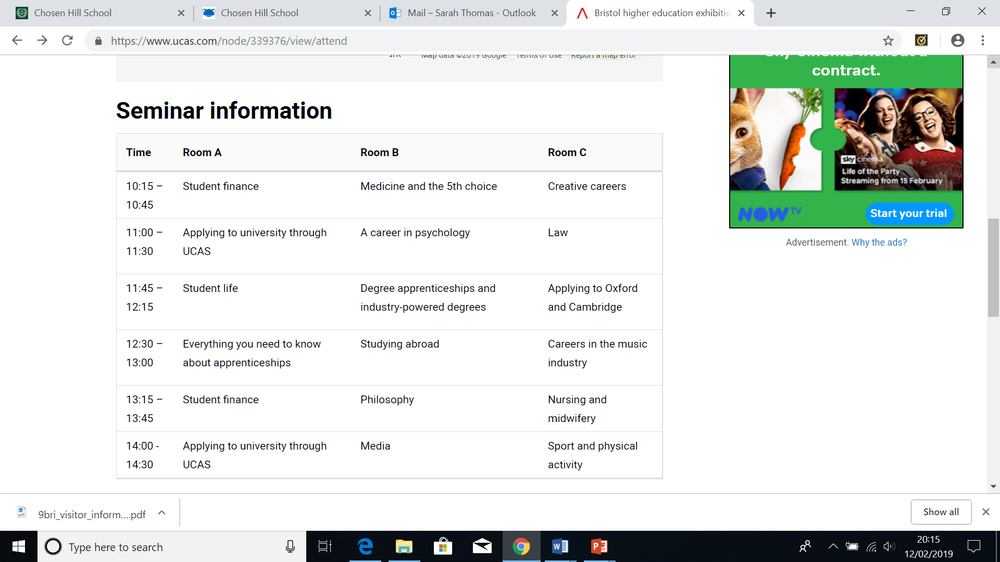 Chosen Hill School
Chosen Hill School
Mail – Sarah Thomas - Outlook
Bristol higher education exhibitio
https://www.ucas.com/node/339376/view/attend
Map data ©2019 Google Terms of Use Report a map error
contract.
sky cinema
Life of the Party
Streaming from 15 February
NOW TV
Start your trial
Advertisement. Why the ads?
Seminar information
Time Room A Room B Room C
10:15 – Student finance Medicine and the 5th choice Creative careers
10:45
11:00 – Applying to university through A career in psychology Law
11:30 UCAS
11:45 – Student life Degree apprenticeships and Applying to Oxford
12:15 industry-powered degrees and Cambridge
12:30 – Everything you need to know Studying abroad Careers in the music
13:00 about apprenticeships industry
13:15 – Student finance Philosophy Nursing and
13:45 midwifery
14:00 - Applying to university through Media Sport and physical
14:30 UCAS activity
9bri_visitor_inform....pdf
Show all
Type here to search
20:15
12/02/2019